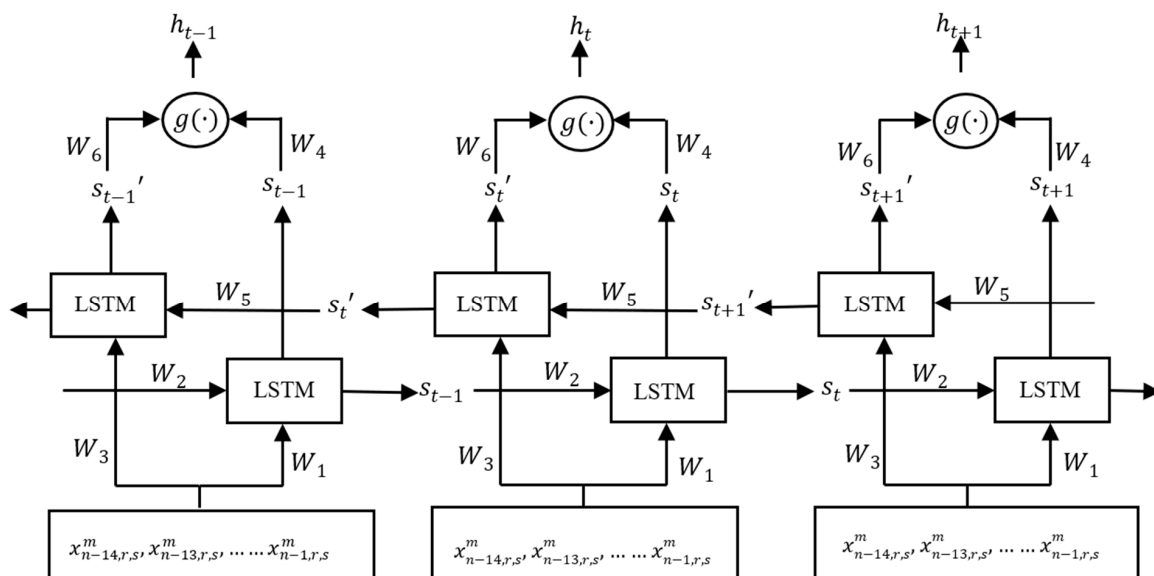 h_{t−1} h_t h_{t+1}
g(·) g(·) g(·)
W_6 W_4 W_6 W_4 W_6 W_4
s_{t−1}′ s_{t−1} s_t′ s_t s_{t+1}′ s_{t+1}
LSTM W_5 s_t′ LSTM W_5 s_{t+1}′ LSTM W_5
W_2 LSTM s_{t−1} W_2 LSTM s_t W_2 LSTM
W_3 W_1 W_3 W_1 W_3 W_1
x^m_{n−14,r,s}, x^m_{n−13,r,s}, … … x^m_{n−1,r,s} x^m_{n−14,r,s}, x^m_{n−13,r,s}, … … x^m_{n−1,r,s} x^m_{n−14,r,s}, x^m_{n−13,r,s}, … … x^m_{n−1,r,s}